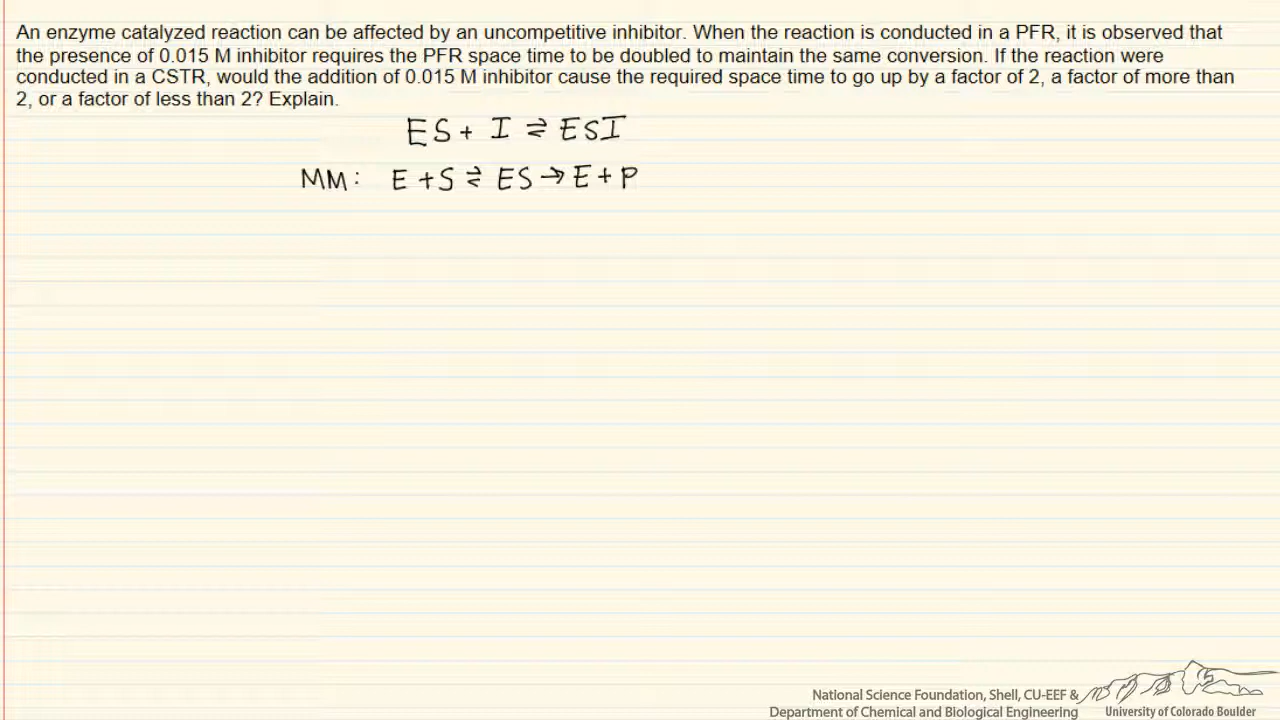 An enzyme catalyzed reaction can be affected by an uncompetitive inhibitor. When the reaction is conducted in a PFR, it is observed that
the presence of 0.015 M inhibitor requires the PFR space time to be doubled to maintain the same conversion. If the reaction were
conducted in a CSTR, would the addition of 0.015 M inhibitor cause the required space time to go up by a factor of 2, a factor of more than
2, or a factor of less than 2? Explain.
ES + I ⇌ ESI
MM: E + S ⇌ ES → E + P
National Science Foundation, Shell, CU-EEF &
Department of Chemical and Biological Engineering
University of Colorado Boulder